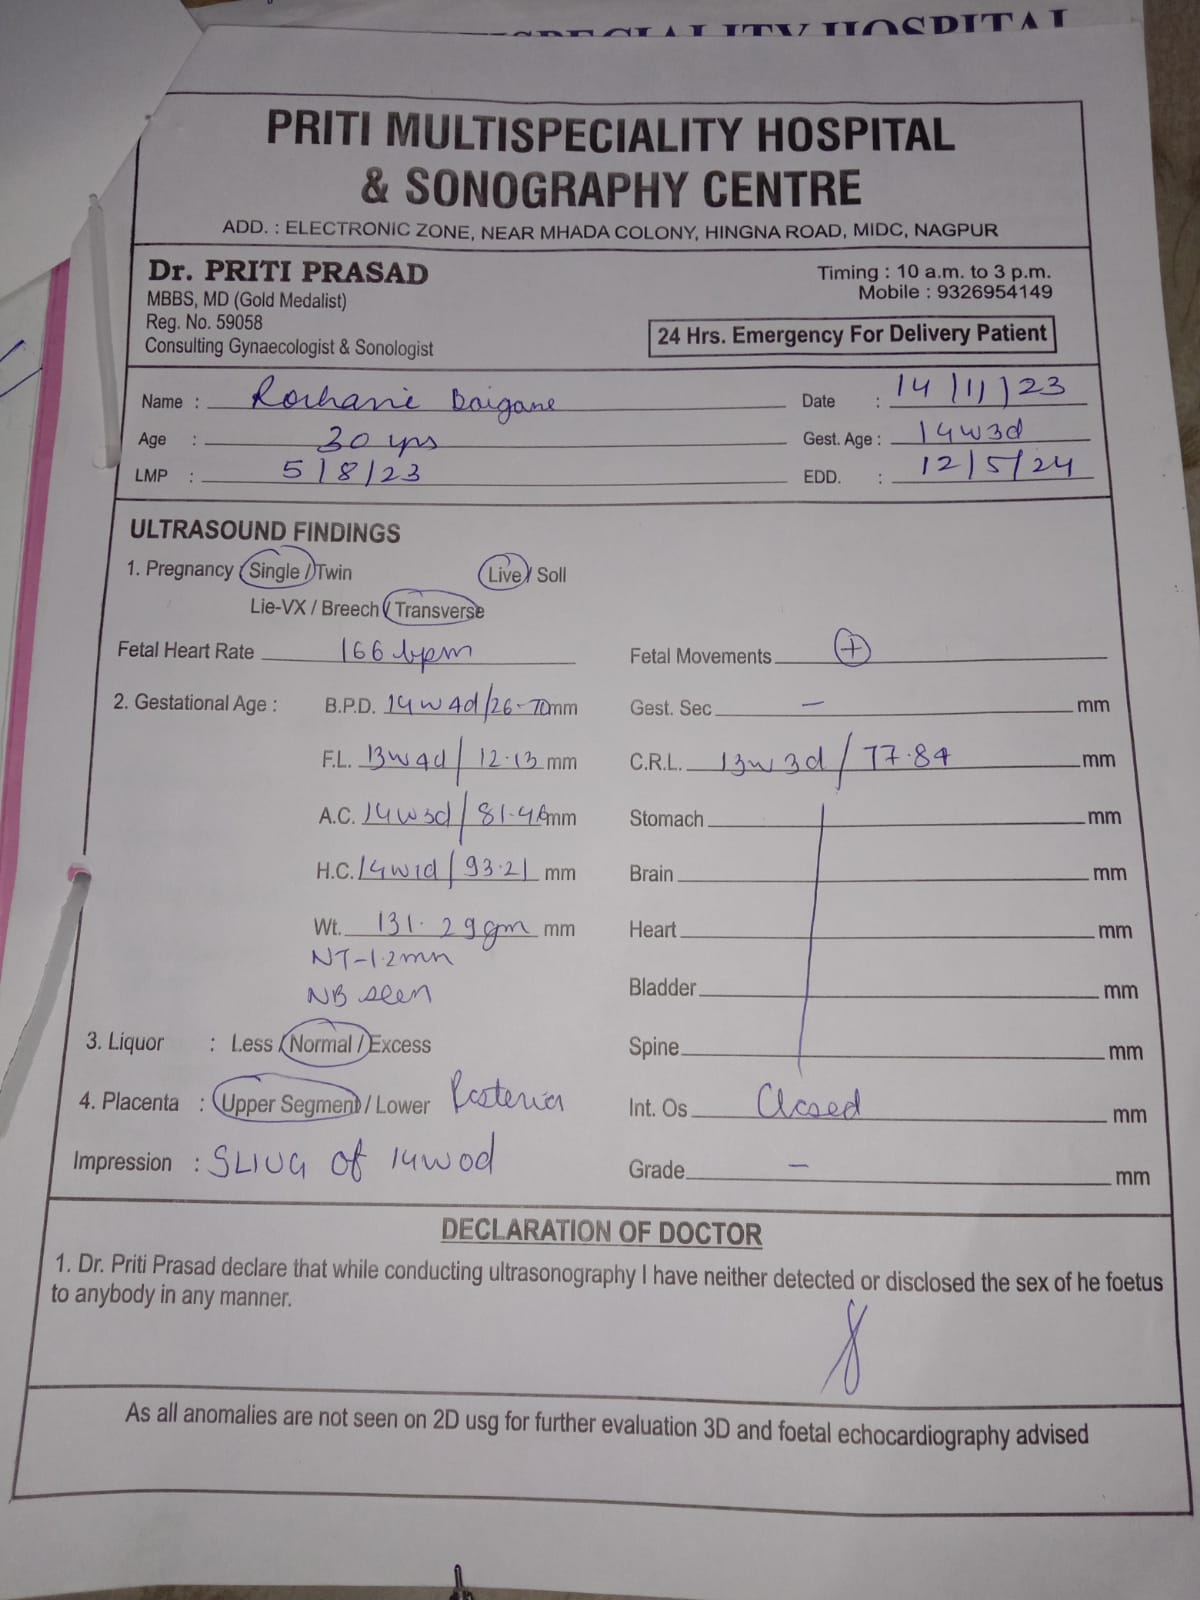 SPECIALITY HOSPITAL
PRITI MULTISPECIALITY HOSPITAL
& SONOGRAPHY CENTRE
ADD. : ELECTRONIC ZONE, NEAR MHADA COLONY, HINGNA ROAD, MIDC, NAGPUR
Dr. PRITI PRASAD
MBBS, MD (Gold Medalist)
Reg. No. 59058
Consulting Gynaecologist & Sonologist
Timing : 10 a.m. to 3 p.m.
Mobile : 9326954149
24 Hrs. Emergency For Delivery Patient
Name : Roshanie Baigane Date : 14/11/23
Age : 30 yrs Gest. Age : 14w3d
LMP : 5/8/23 EDD. : 12/5/24
ULTRASOUND FINDINGS
1. Pregnancy (Single / Twin Live / Soll
Lie-VX / Breech / Transverse
Fetal Heart Rate 166 bpm Fetal Movements +
2. Gestational Age : B.P.D. 14w4d/26-70mm Gest. Sec - mm
F.L. 13w4d/12.13 mm C.R.L. 13w3d/77.84 mm
A.C. 14w3d/81.46mm Stomach mm
H.C. 14w1d/93.21 mm Brain mm
Wt. 131.29gm mm Heart mm
NT-1.2mm
NB seen Bladder mm
3. Liquor : Less / Normal / Excess Spine mm
4. Placenta : Upper Segment / Lower Posterior Int. Os Closed mm
Impression : SLIUG of 14w0d Grade - mm
DECLARATION OF DOCTOR
1. Dr. Priti Prasad declare that while conducting ultrasonography I have neither detected or disclosed the sex of he foetus
to anybody in any manner.
As all anomalies are not seen on 2D usg for further evaluation 3D and foetal echocardiography advised